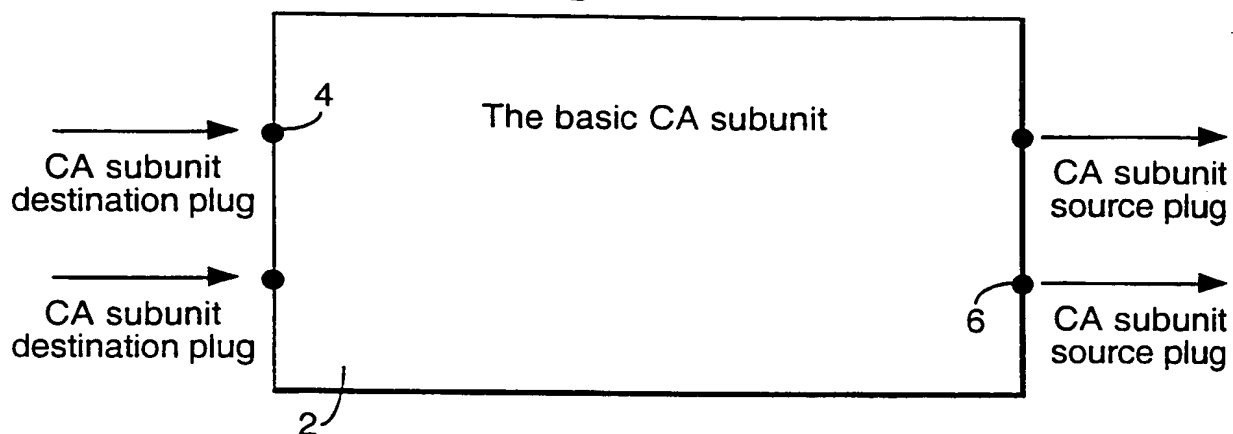 4
The basic CA subunit
CA subunit
destination plug
CA subunit
source plug
CA subunit
destination plug
6
CA subunit
source plug
2